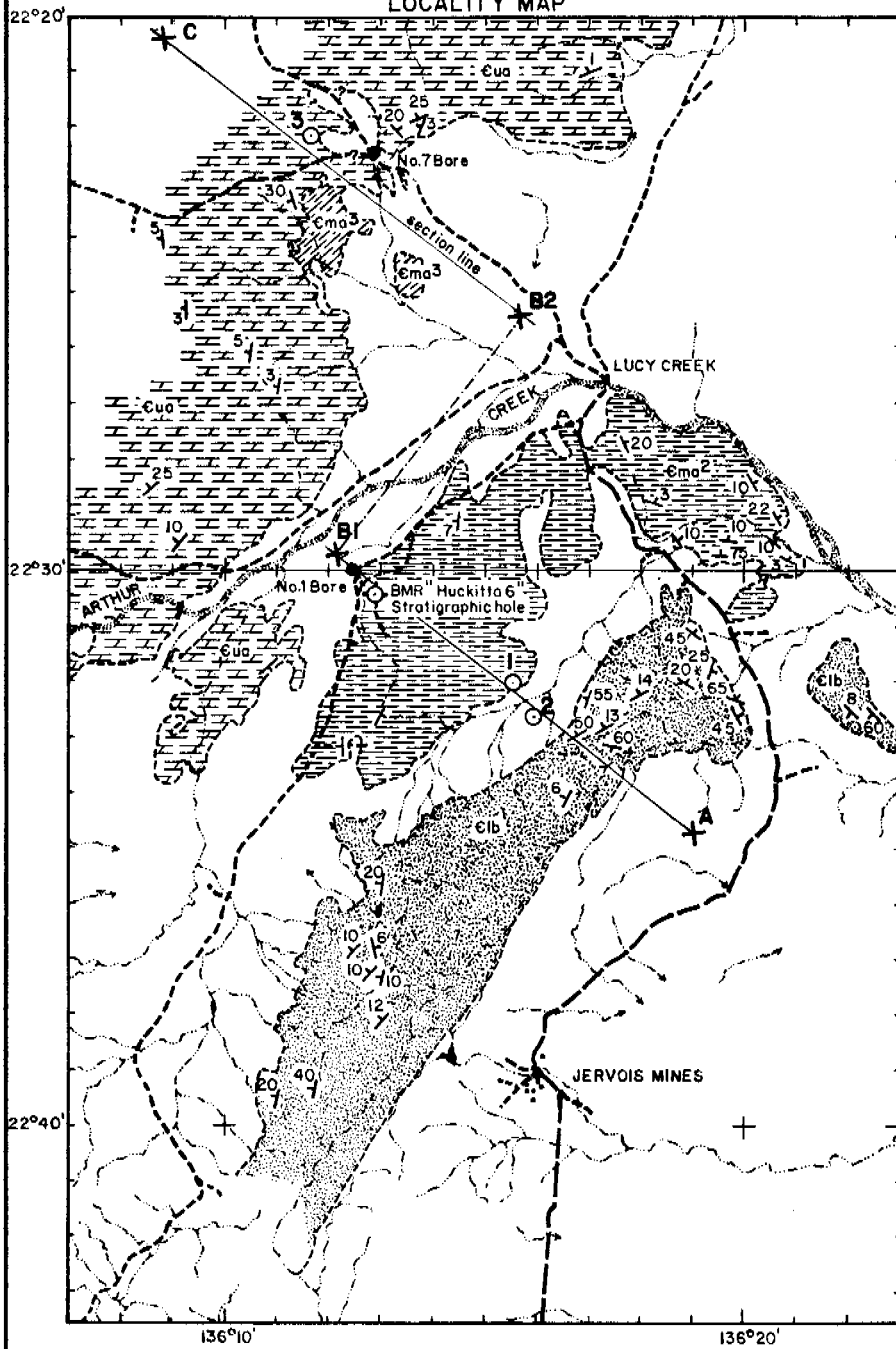 LOCALITY MAP
22°20'
C
Єua
1
3
25
20
3
?
?
No.7 Bore
30
Єma³
5
section line
Єma³
3
B2
5
3
LUCY CREEK
CREEK
Єua
20
Єma²
25
3
10
22
10
10
10
7
10
75
B1
22°30'
No.1 Bore
BMR "Huckitta 6"
Stratigraphic hole
ARTHUR
Єua
45
25
20
1
14
55
65
Єlb
2
13
8
50
60
45
60
6
A
Єlb
20
10
6
10
10
12
JERVOIS MINES
20
40
22°40'
136°10'
136°20'